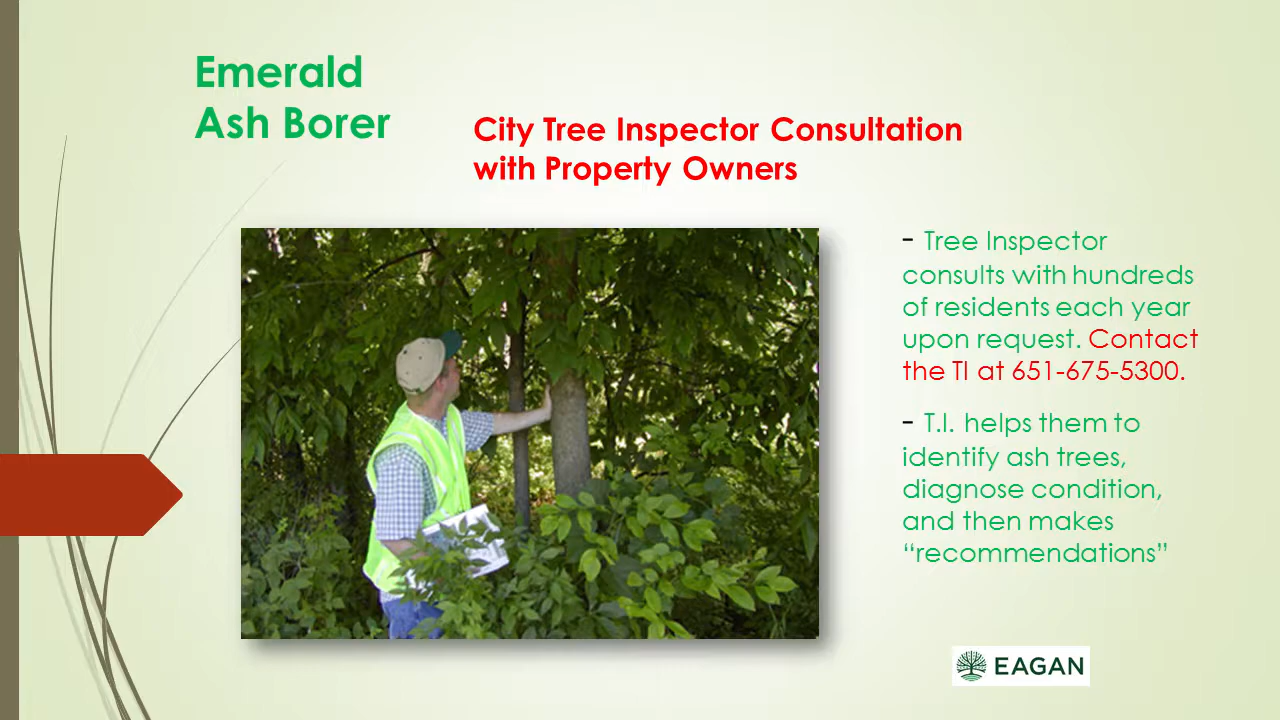 Emerald
Ash Borer
City Tree Inspector Consultation
with Property Owners
- Tree Inspector
consults with hundreds
of residents each year
upon request. Contact
the TI at 651-675-5300.
- T.I. helps them to
identify ash trees,
diagnose condition,
and then makes
“recommendations”
EAGAN